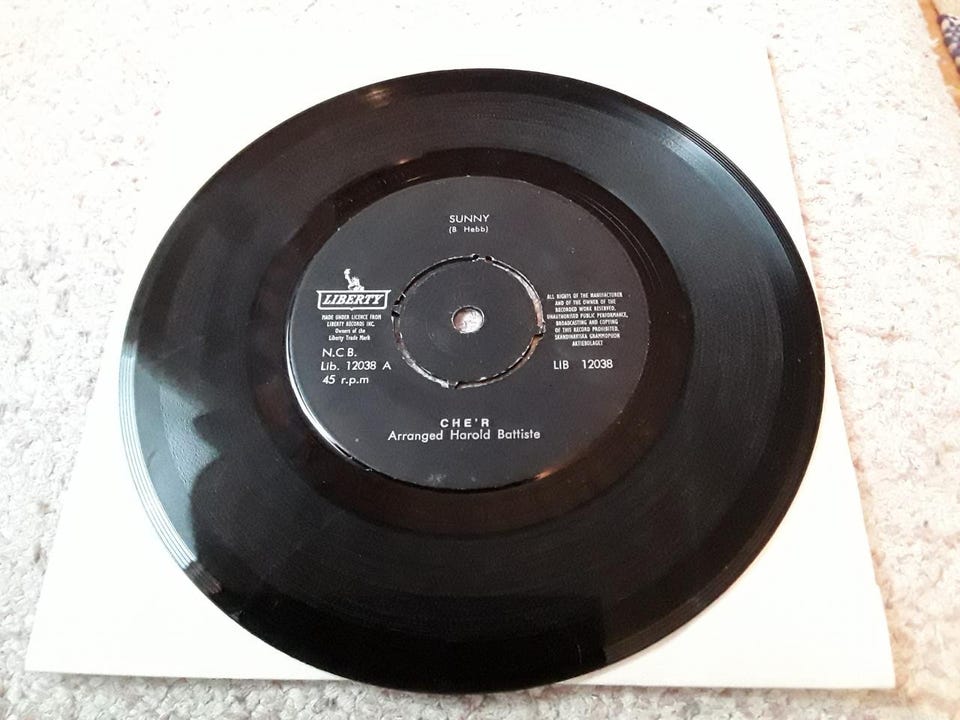 SUNNY
(B Hebb)
LIBERTY
MADE UNDER LICENCE FROM
LIBERTY RECORDS INC.
Owners of the
Liberty Trade Mark
N.C B.
Lib. 12038 A
45 r.p.m
ALL RIGHTS OF THE MANUFACTURER
AND OF THE OWNER OF THE
RECORDED WORK RESERVED.
UNAUTHORISED PUBLIC PERFORMANCE,
BROADCASTING AND COPYING
OF THIS RECORD PROHIBITED.
SKANDINAVISKA GRAMMOPHON
AKTIEBOLAGET
LIB 12038
CHE'R
Arranged Harold Battiste